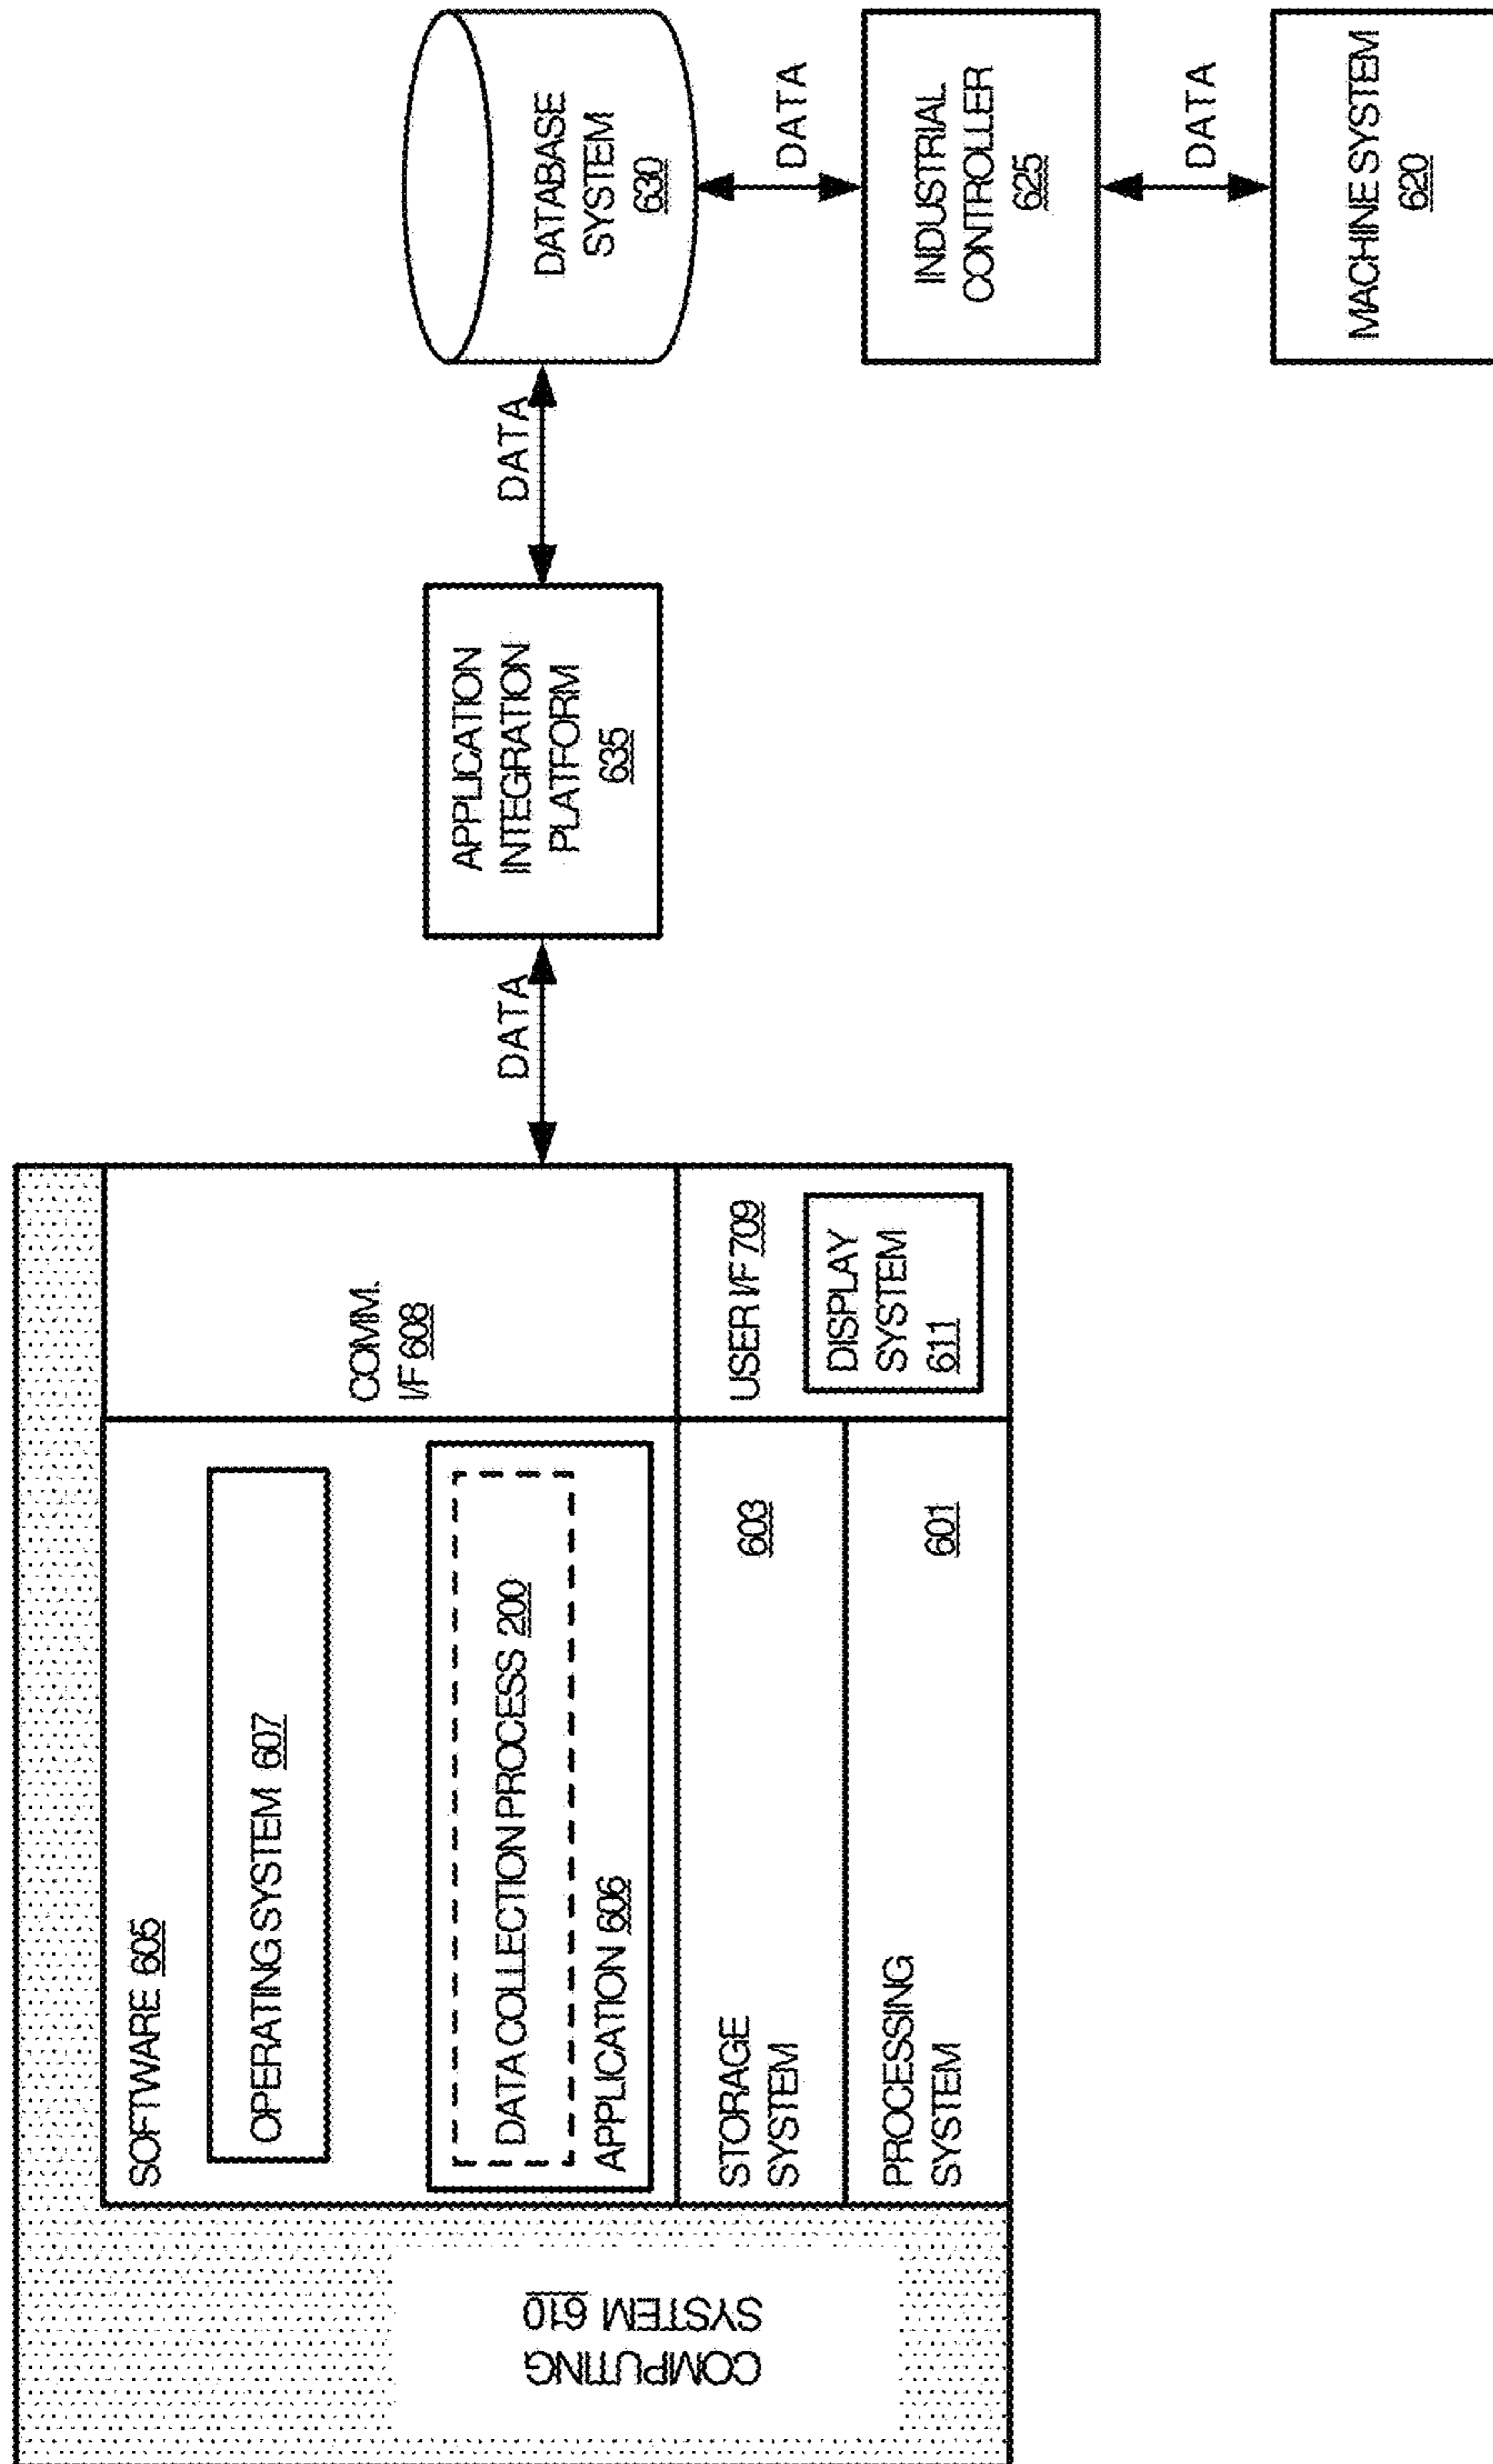 COMPUTING
SYSTEM 610
SOFTWARE 605
OPERATING SYSTEM 607
DATA COLLECTION PROCESS 200
APPLICATION 606
STORAGE
SYSTEM
603
PROCESSING
SYSTEM
601
COMM.
I/F 608
USER I/F 709
DISPLAY
SYSTEM
611
DATA
APPLICATION
INTEGRATION
PLATFORM
635
DATA
DATABASE
SYSTEM
630
DATA
INDUSTRIAL
CONTROLLER
625
DATA
MACHINE SYSTEM
620